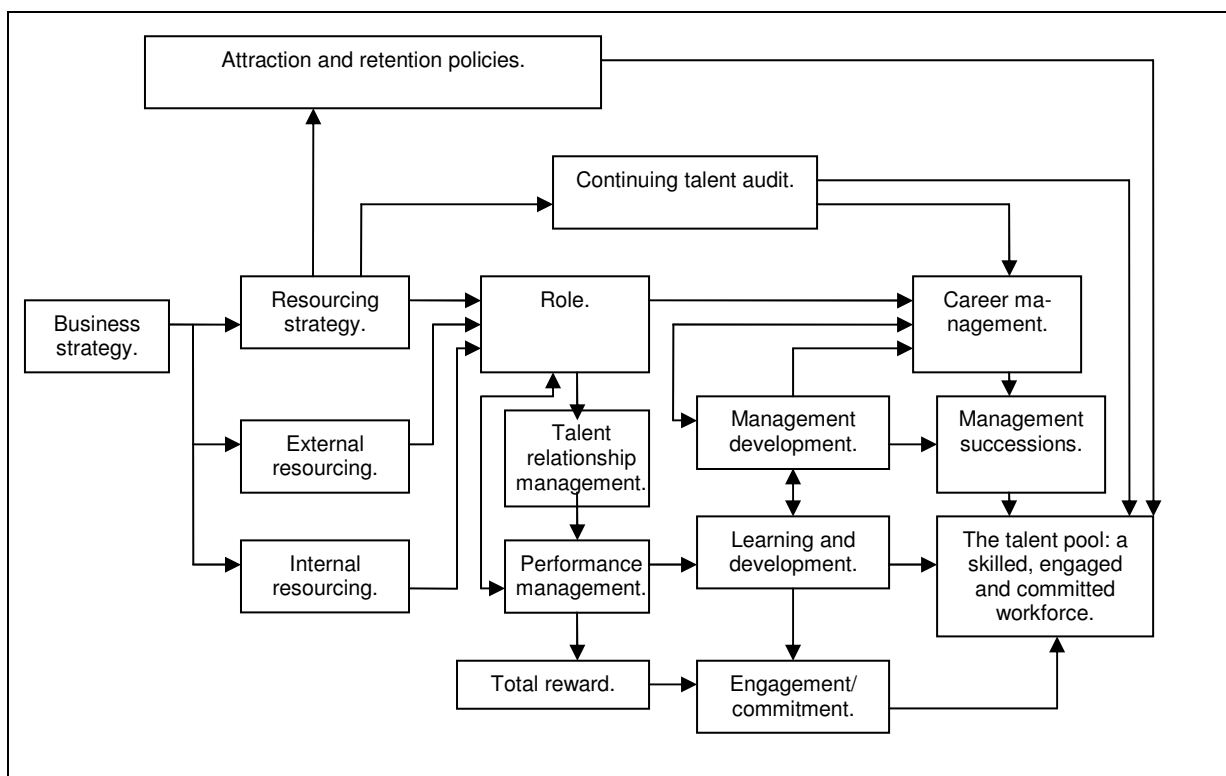 Attraction and retention policies.
Continuing talent audit.
Business
strategy.
Resourcing
strategy.
Role.
Career ma-
nagement.
External
resourcing.
Talent
relationship
management.
Management
development.
Management
successions.
Internal
resourcing.
Performance
management.
Learning and
development.
The talent pool: a
skilled, engaged
and committed
workforce.
Total reward.
Engagement/
commitment.